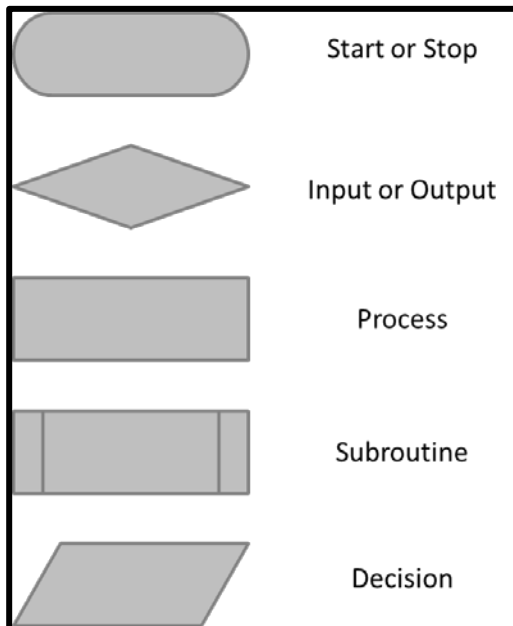 Start or Stop
Input or Output
Process
Subroutine
Decision